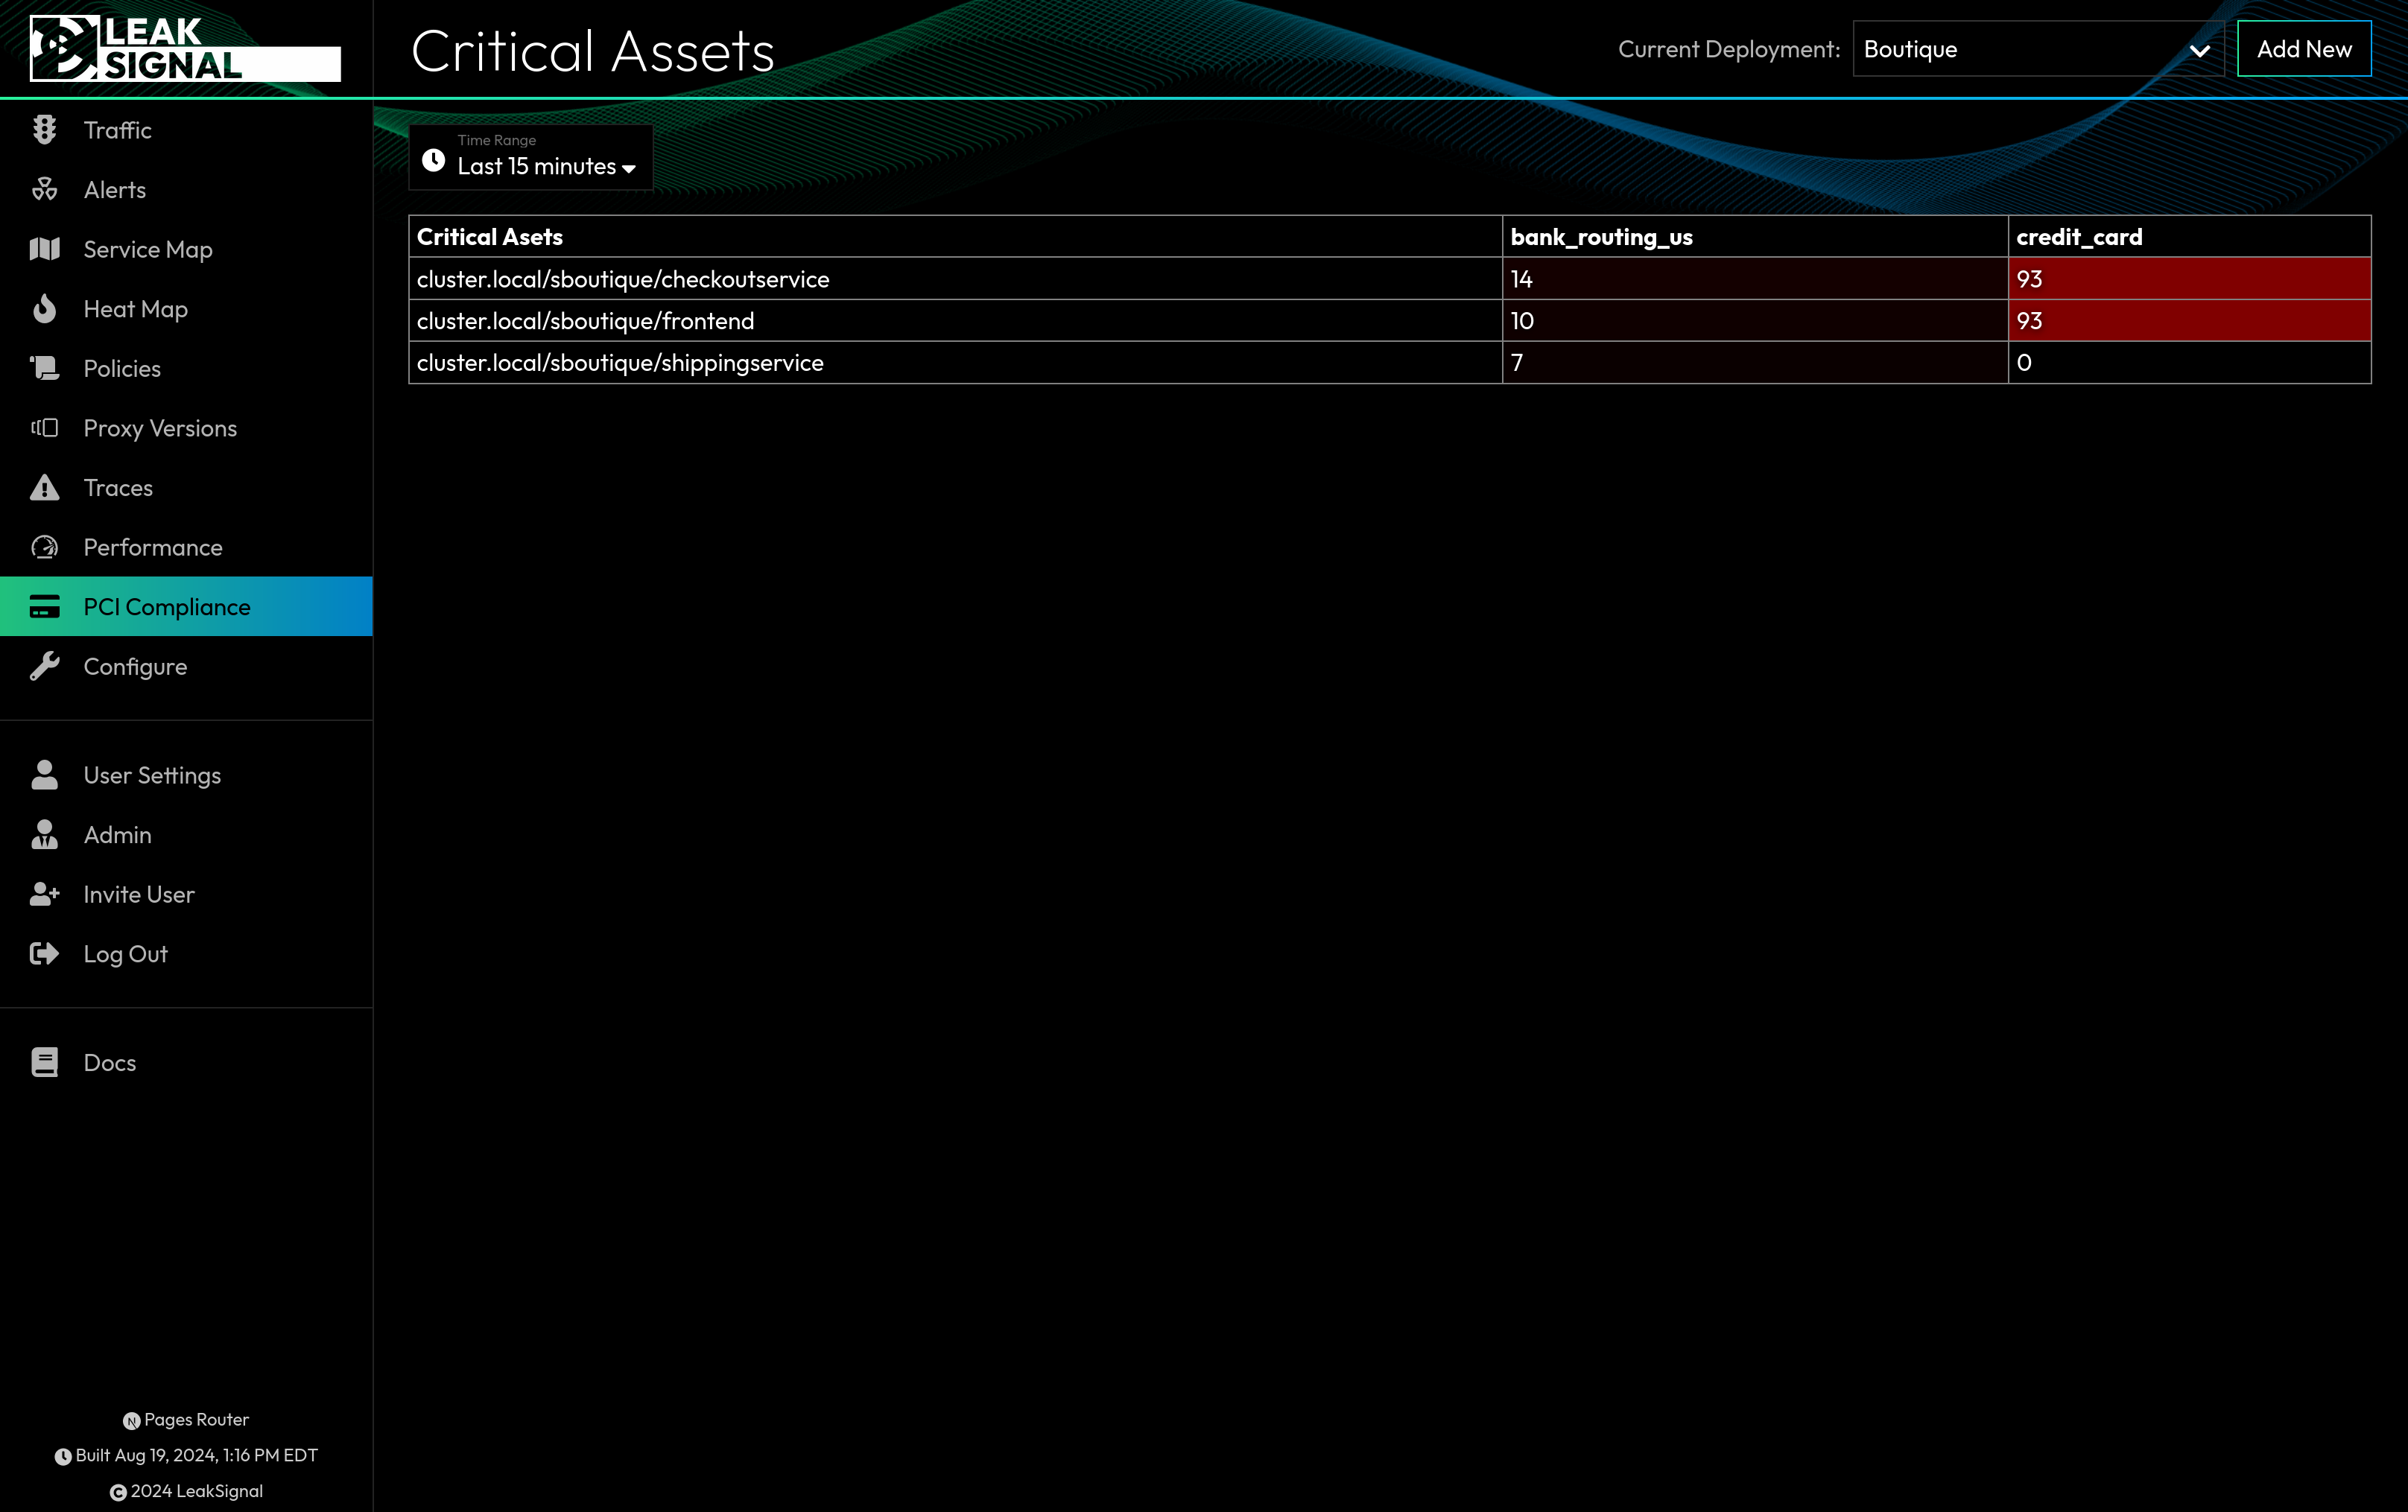 LEAK
SIGNAL
Critical Assets
Current Deployment:
Boutique
Add New
Traffic
Alerts
Service Map
Heat Map
Policies
Proxy Versions
Traces
Performance
PCI Compliance
Configure
User Settings
Admin
Invite User
Log Out
Docs
Pages Router
Built Aug 19, 2024, 1:16 PM EDT
© 2024 LeakSignal
Time Range
Last 15 minutes
Critical Asets bank_routing_us credit_card
cluster.local/sboutique/checkoutservice 14 93
cluster.local/sboutique/frontend 10 93
cluster.local/sboutique/shippingservice 7 0